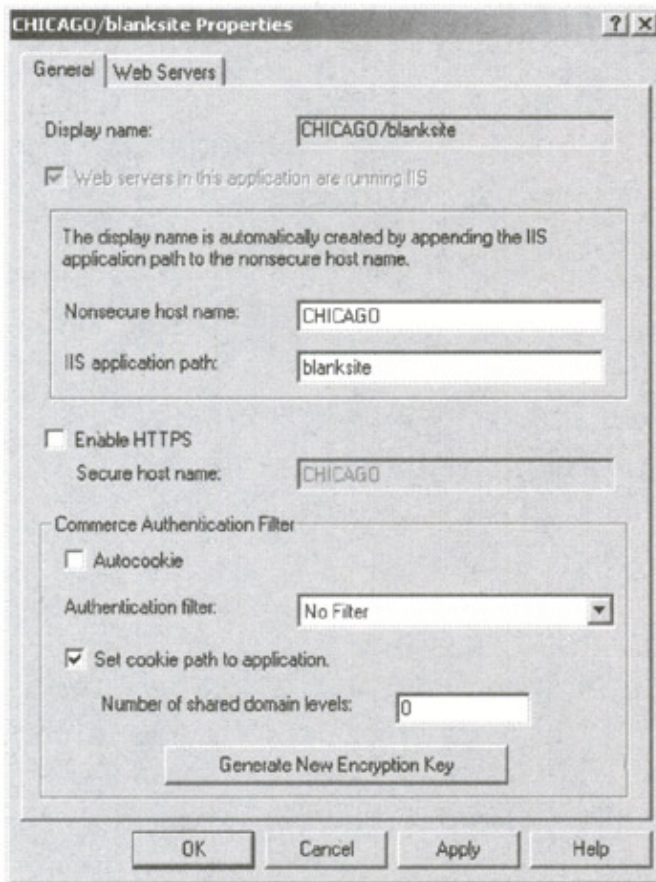 CHICAGO/blanksite Properties
General
Web Servers
Display name:
CHICAGO/blanksite
Web servers in this application are running IIS
The display name is automatically created by appending the IIS
application path to the nonsecure host name.
Nonsecure host name:
CHICAGO
IIS application path:
blanksite
Enable HTTPS
Secure host name:
CHICAGO
Commerce Authentication Filter
Autocookie
Authentication filter:
No Filter
Set cookie path to application.
Number of shared domain levels:
0
Generate New Encryption Key
OK
Cancel
Apply
Help